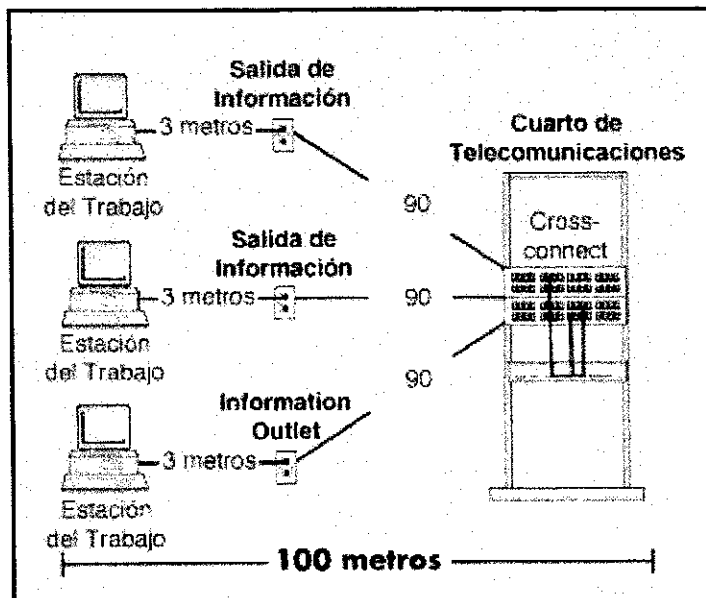 Salida de
Información
3 metros
Estación
del Trabajo
Cuarto de
Telecomunicaciones
90
Cross-
connect
Salida de
Información
3 metros
90
Estación
del Trabajo
90
Information
Outlet
3 metros
Estación
del Trabajo
100 metros